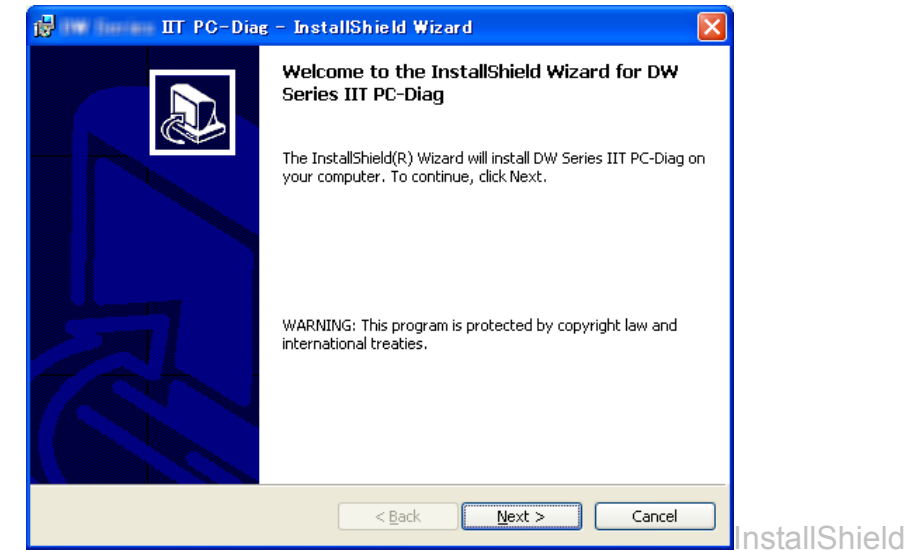 IIT PC-Diag - InstallShield Wizard
Welcome to the InstallShield Wizard for DW
Series IIT PC-Diag
The InstallShield(R) Wizard will install DW Series IIT PC-Diag on
your computer. To continue, click Next.
WARNING: This program is protected by copyright law and
international treaties.
< Back
Next >
Cancel
InstallShield